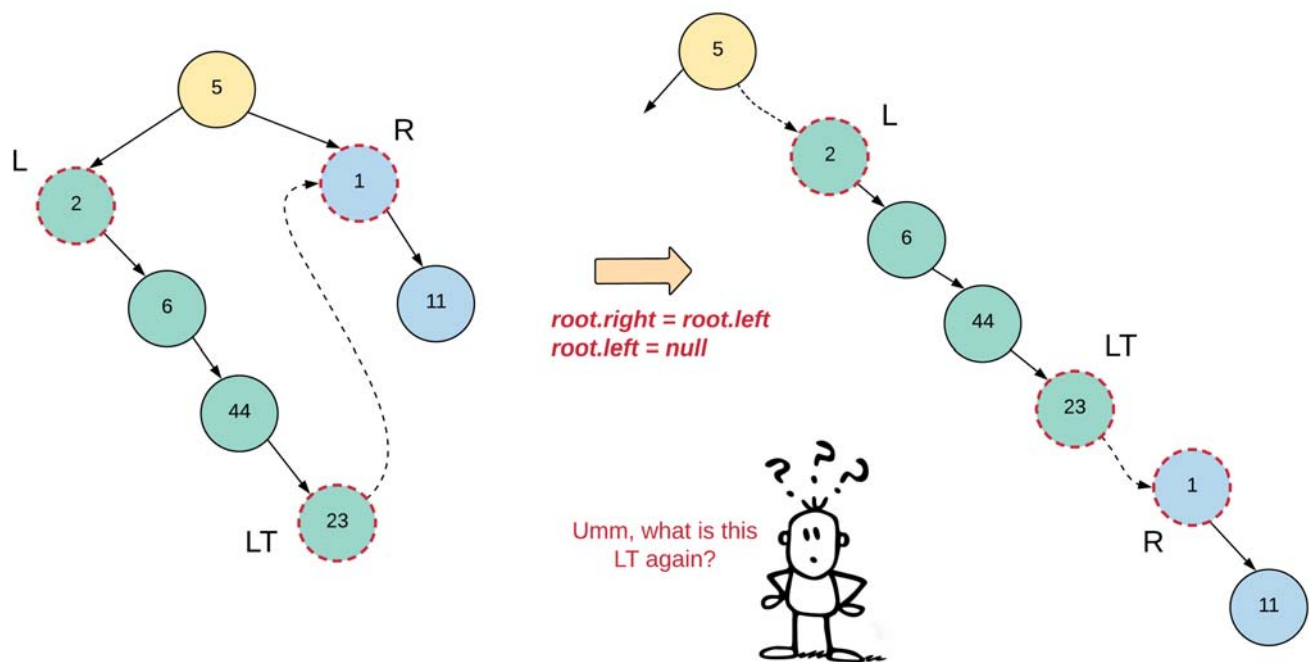 5
L
2
R
1
6
11
44
LT
23
root.right = root.left
root.left = null
5
L
2
6
44
LT
23
1
R
11
? ? ?
Umm, what is this
LT again?